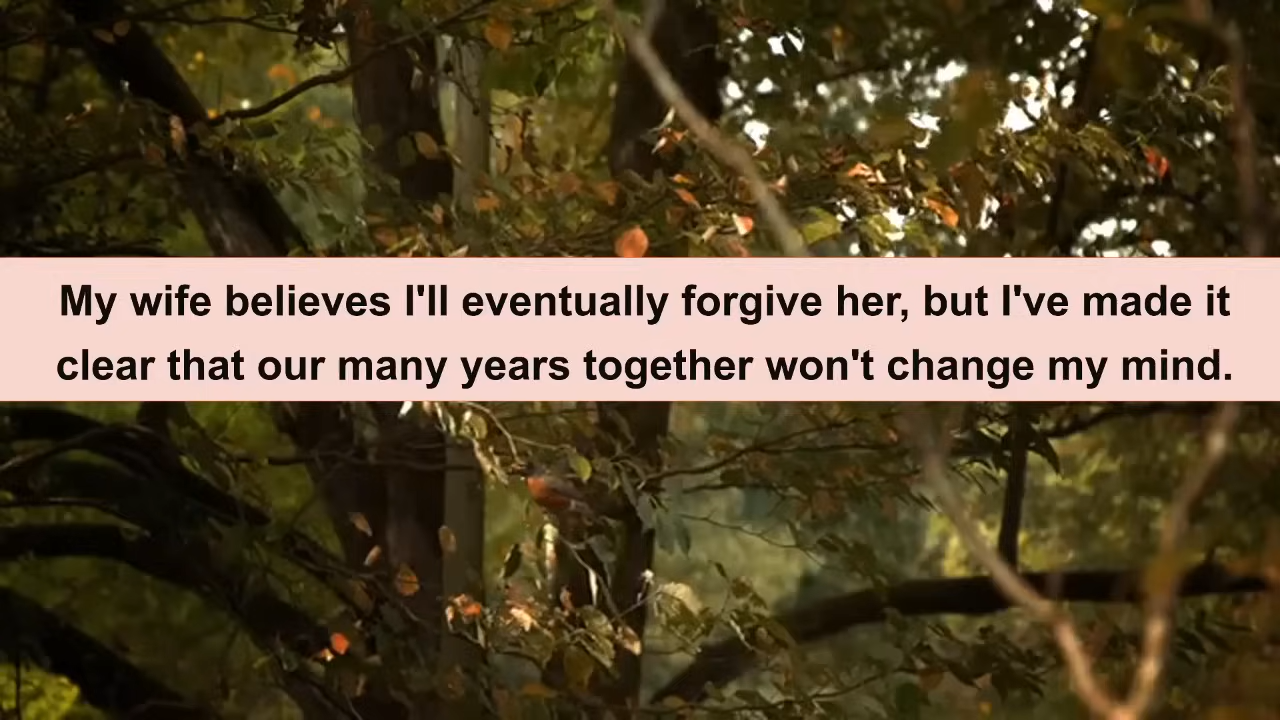 My wife believes I'll eventually forgive her, but I've made it
clear that our many years together won't change my mind.